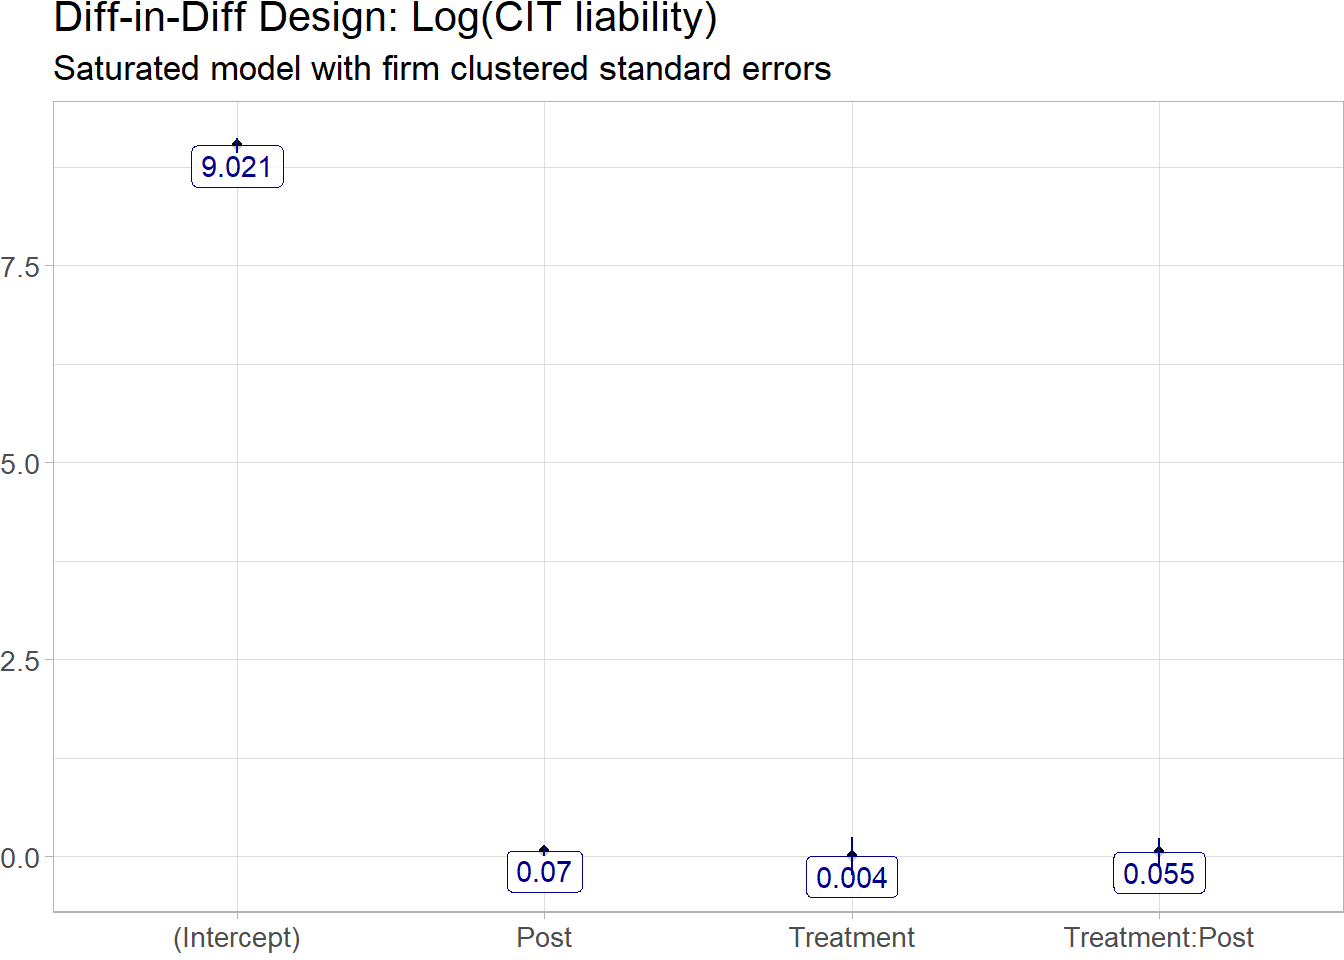 Diff-in-Diff Design: Log(CIT liability)
Saturated model with firm clustered standard errors
9.021
7.5
5.0
2.5
0.0
0.07
0.004
0.055
(Intercept)
Post
Treatment
Treatment:Post